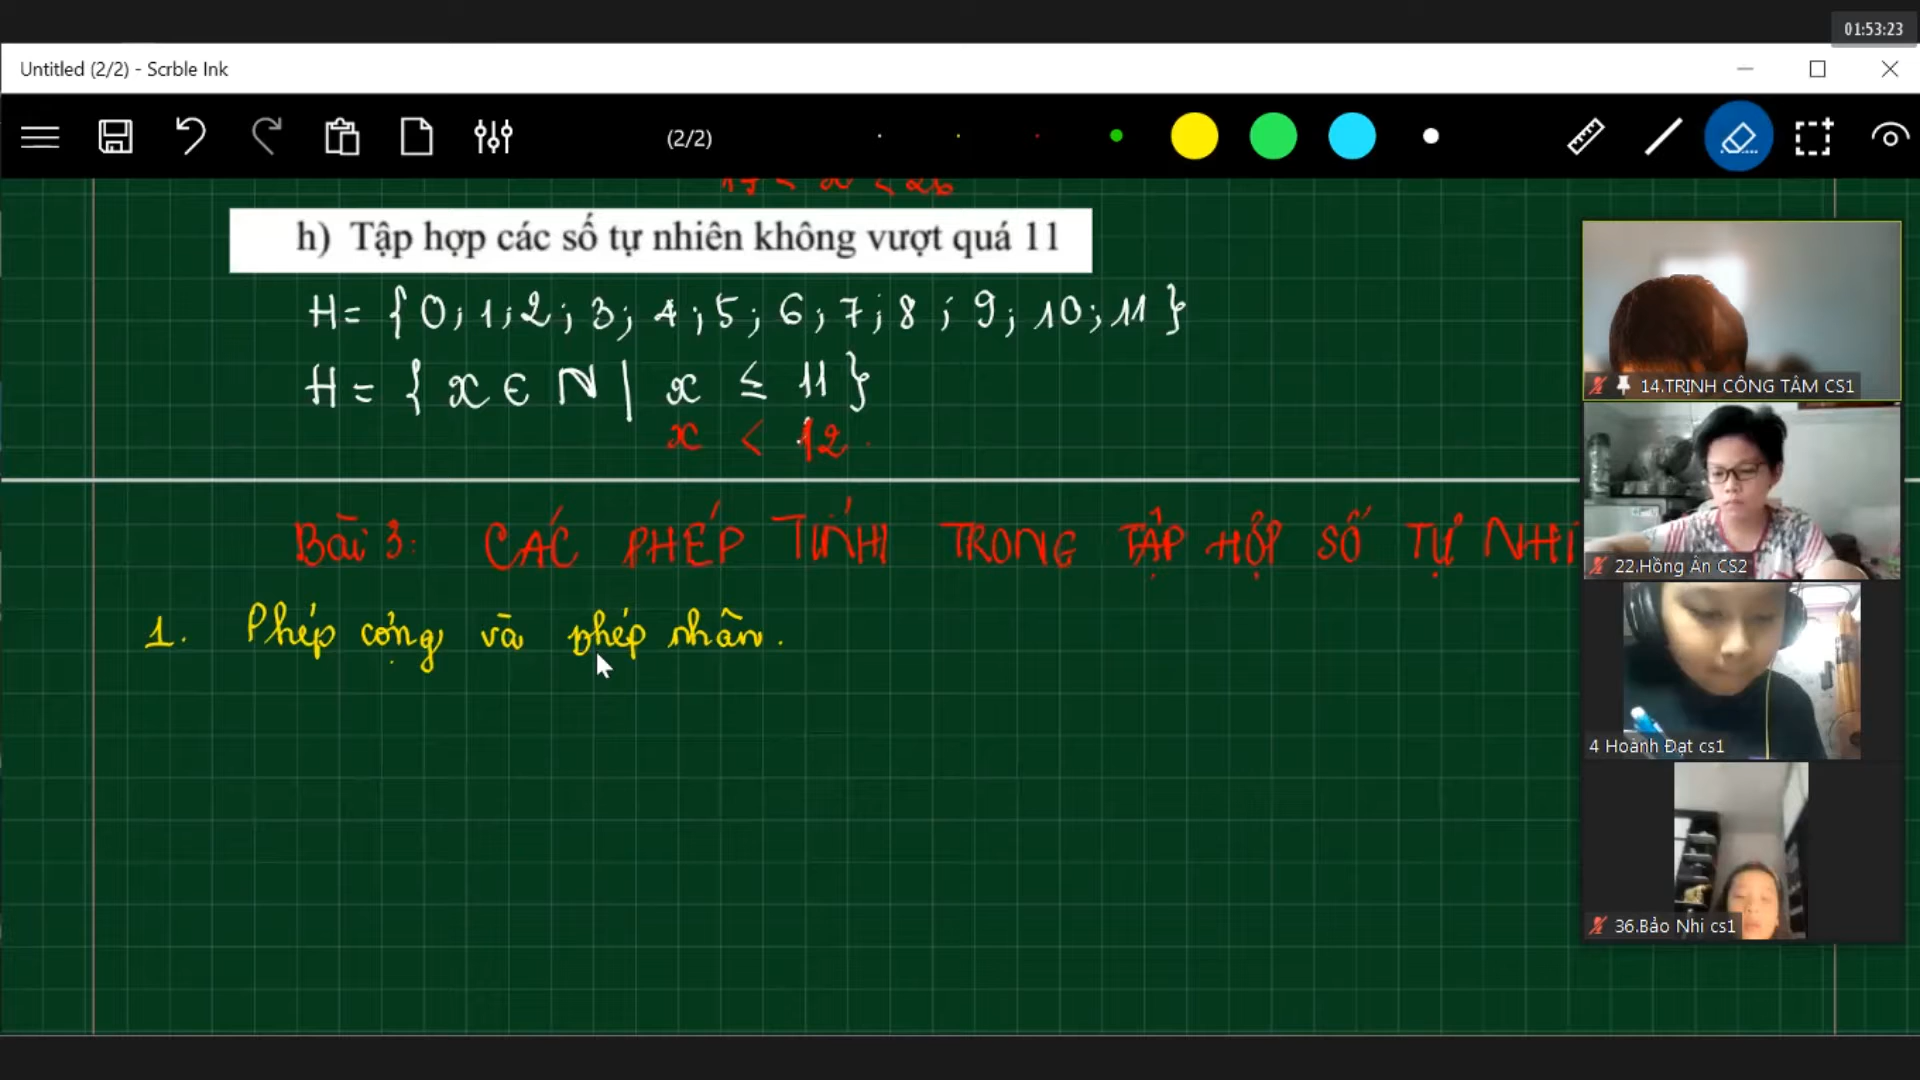 01:53:23
Untitled (2/2) - Scrble Ink
(2/2)
h) Tập hợp các số tự nhiên không vượt quá 11
H = { 0; 1; 2; 3; 4; 5; 6; 7; 8; 9; 10; 11 }
H = { x ∈ N | x ≤ 11 }
x < 12.
Bài 3: CÁC PHÉP TÍNH TRONG TẬP HỢP SỐ TỰ NHI
1. Phép cộng và phép nhân.
14.TRỊNH CÔNG TÂM CS1
22.Hồng Ân CS2
4 Hoành Đạt cs1
36.Bảo Nhi cs1